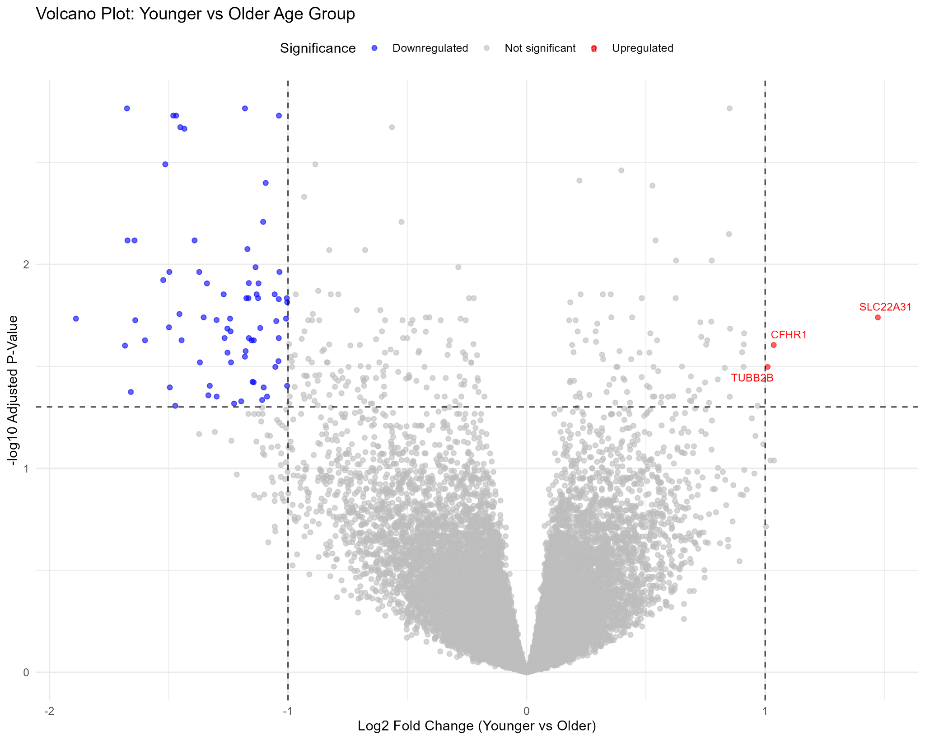 Volcano Plot: Younger vs Older Age Group
Significance Downregulated Not significant Upregulated
2
1
0
-log10 Adjusted P-Value
SLC22A31
CFHR1
TUBB2B
-2 -1 0 1
Log2 Fold Change (Younger vs Older)